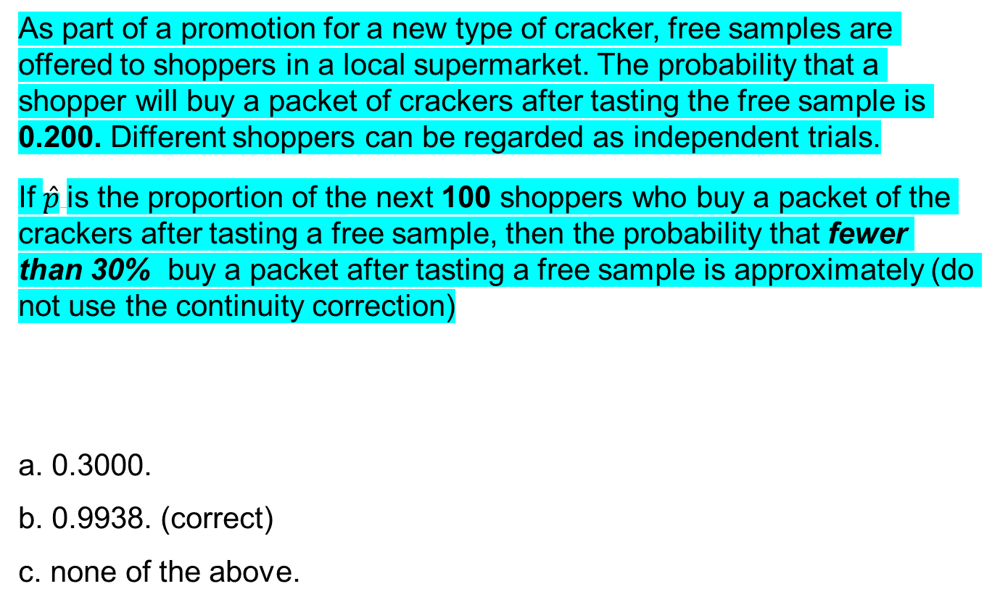 As part of a promotion for a new type of cracker, free samples are
offered to shoppers in a local supermarket. The probability that a
shopper will buy a packet of crackers after tasting the free sample is
0.200. Different shoppers can be regarded as independent trials.
If p̂ is the proportion of the next 100 shoppers who buy a packet of the
crackers after tasting a free sample, then the probability that fewer
than 30% buy a packet after tasting a free sample is approximately (do
not use the continuity correction)
a. 0.3000.
b. 0.9938. (correct)
c. none of the above.